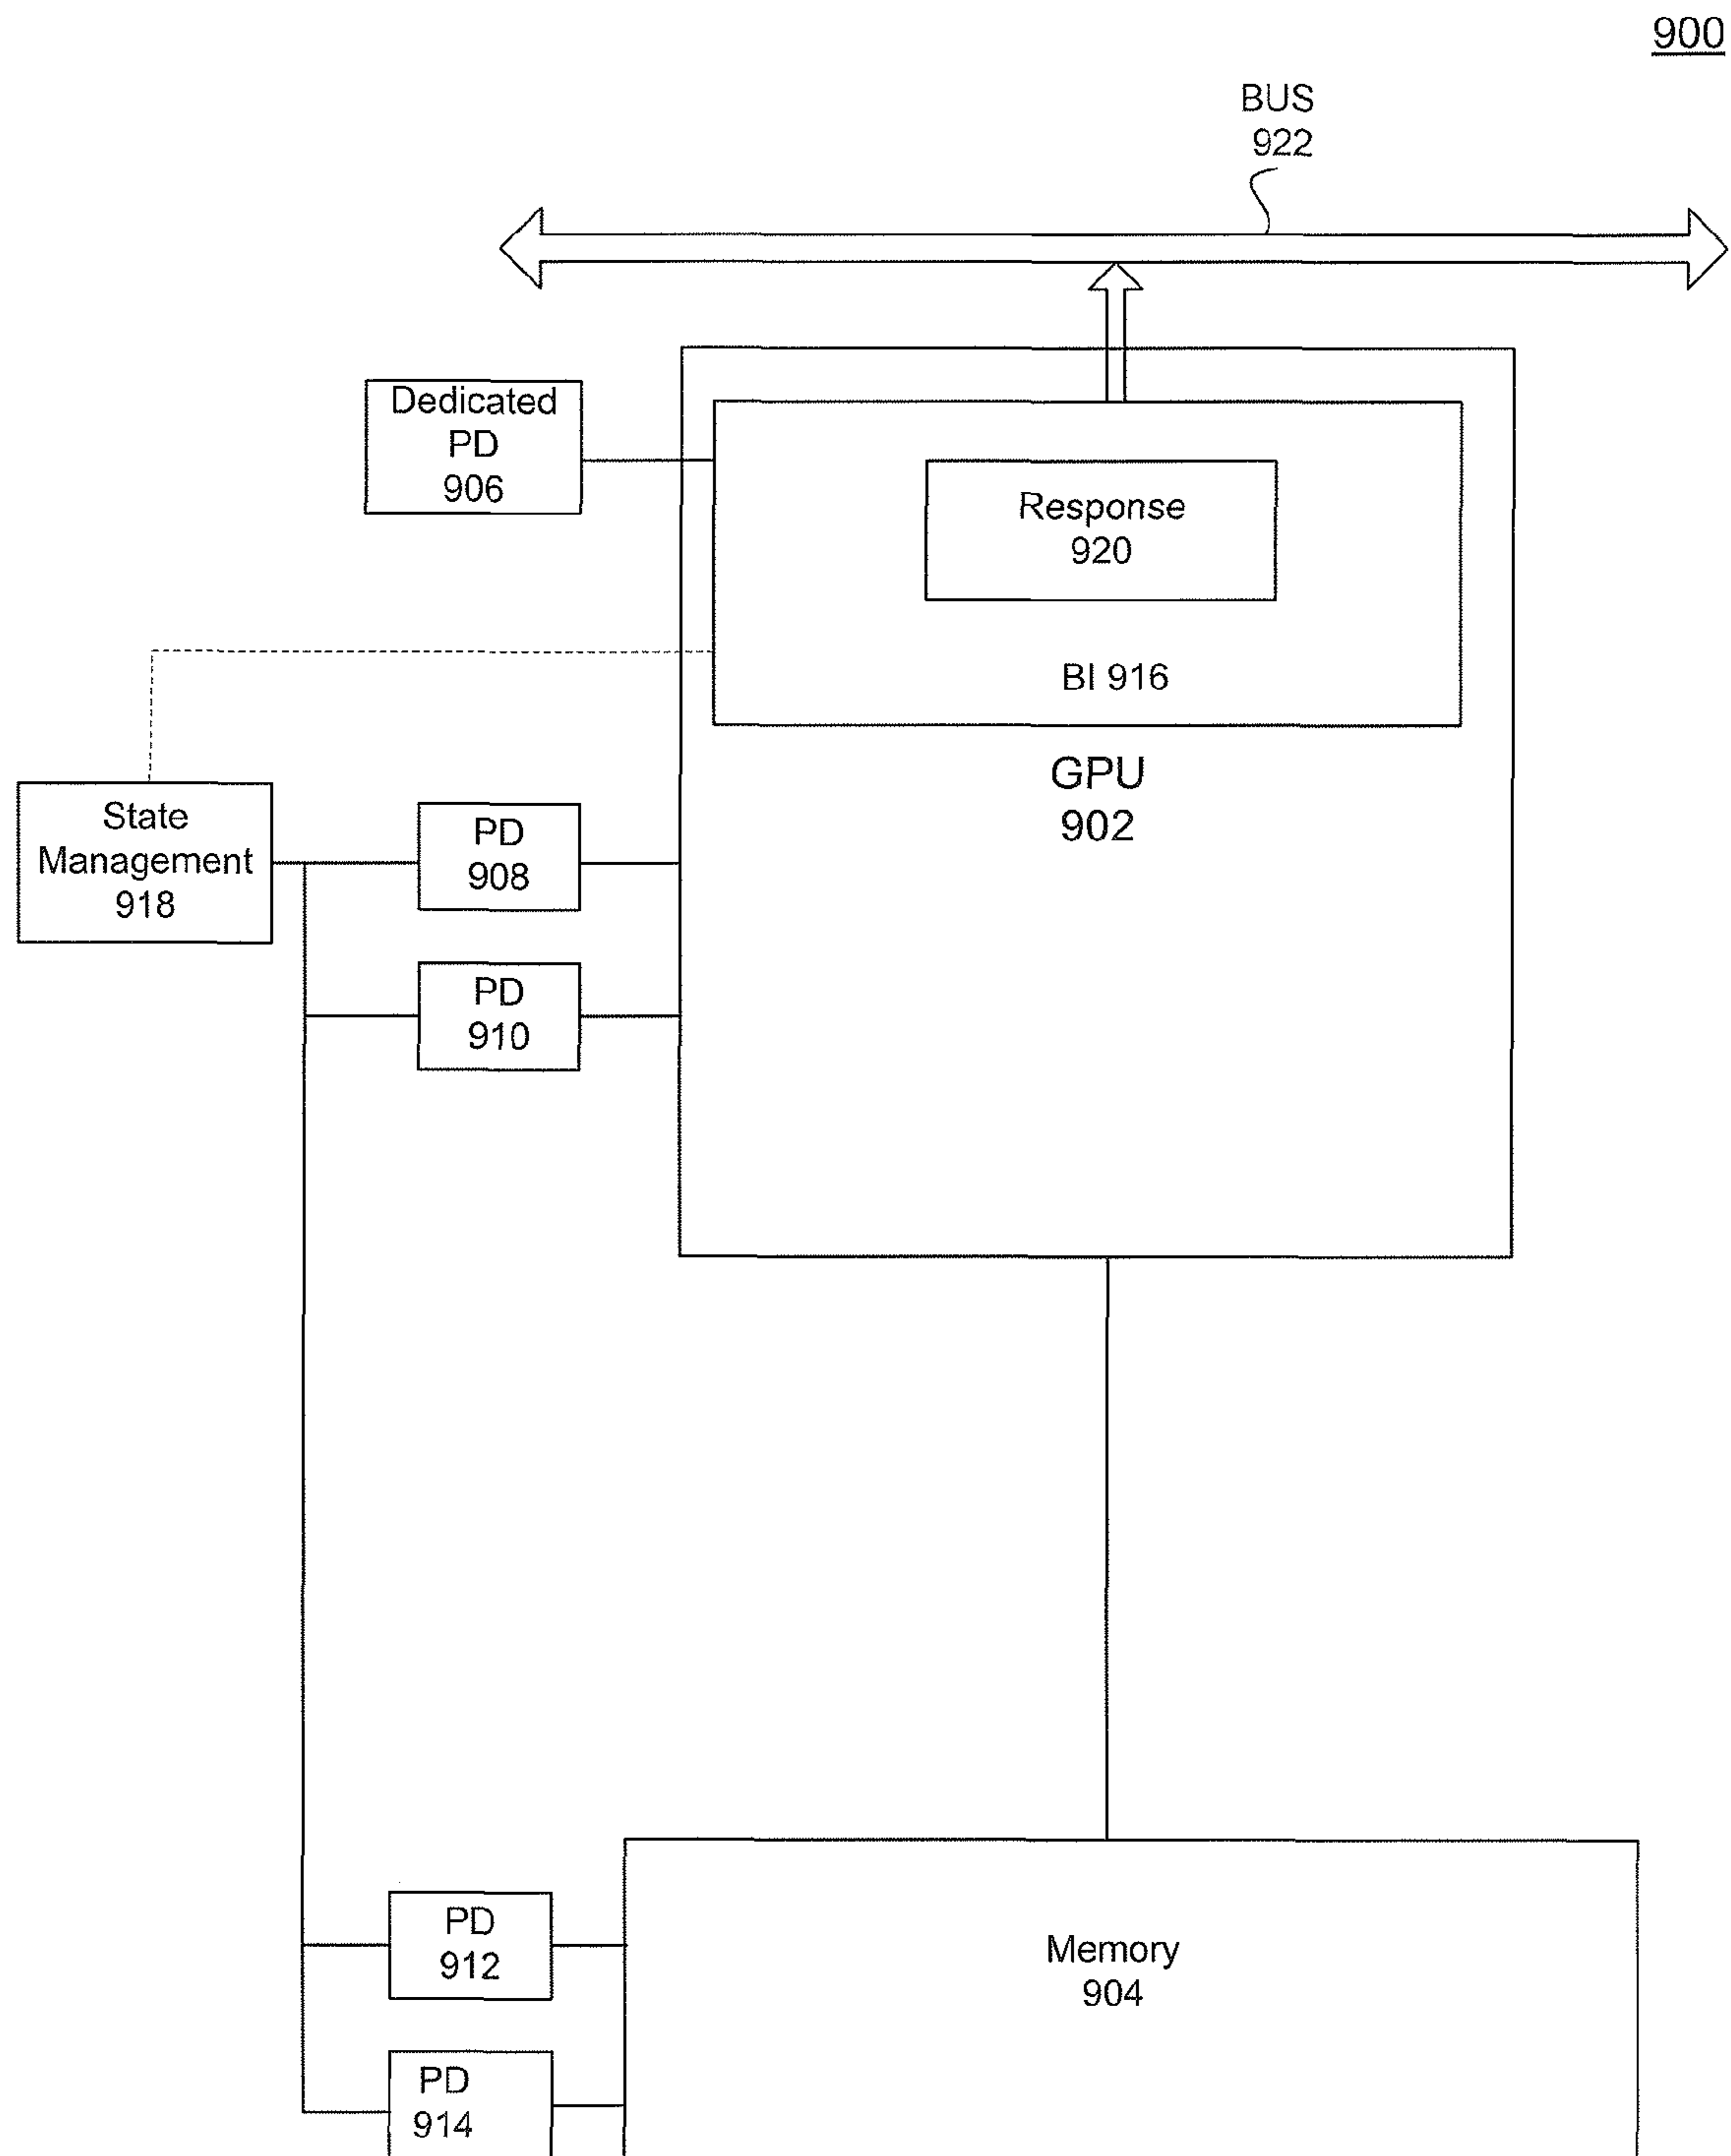 900
BUS
922
Dedicated
PD
906
Response
920
BI 916
GPU
902
State
Management
918
PD
908
PD
910
PD
912
Memory
904
PD
914